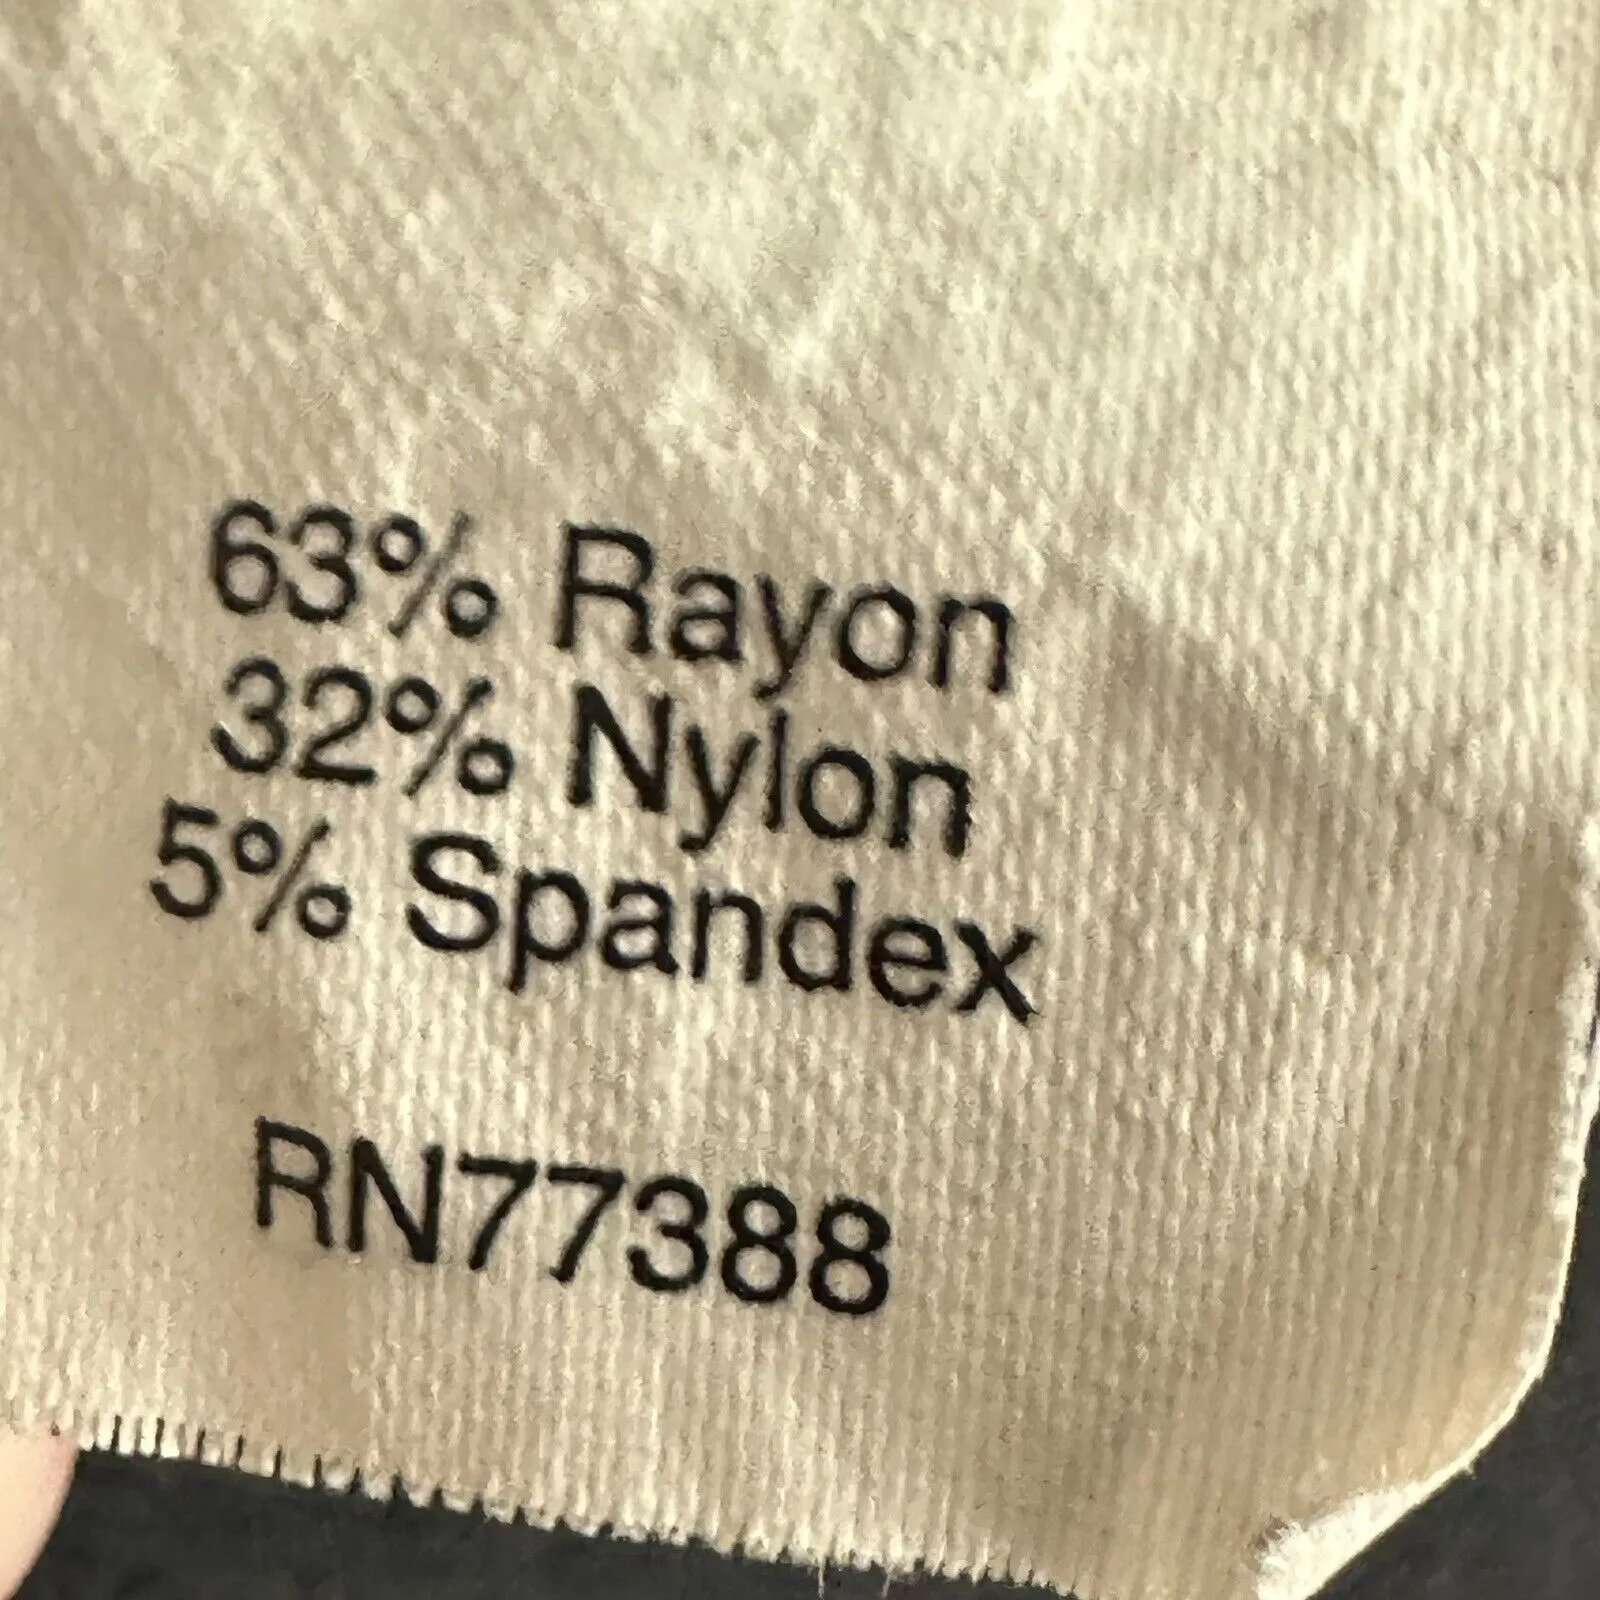 63% Rayon
32% Nylon
5% Spandex
RN77388